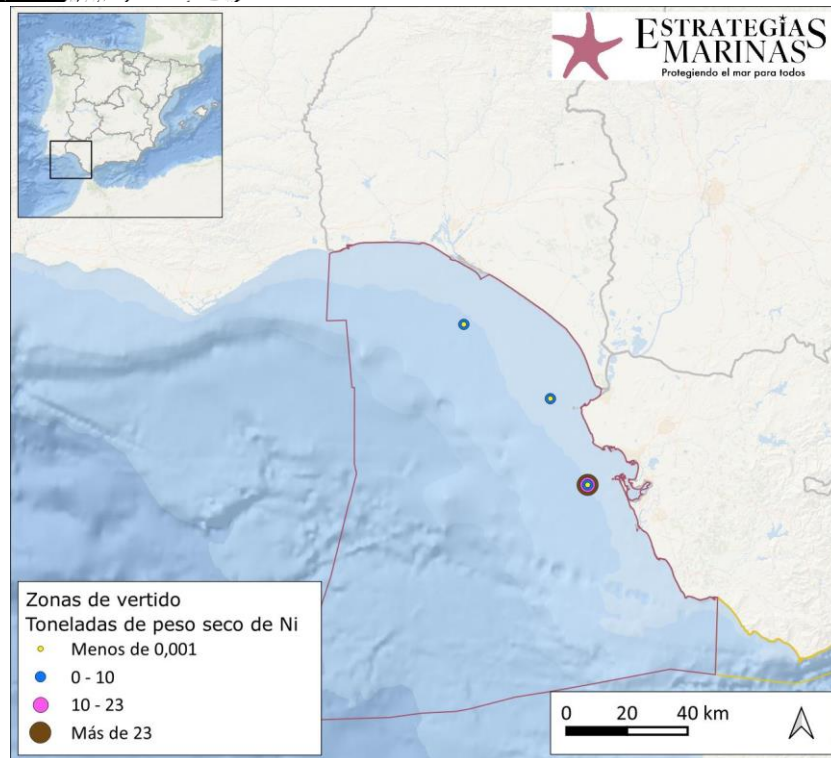 ESTRATEGIAS
MARINAS
Protegiendo el mar para todos
Zonas de vertido
Toneladas de peso seco de Ni
Menos de 0,001
0 - 10
10 - 23
Más de 23
0 20 40 km